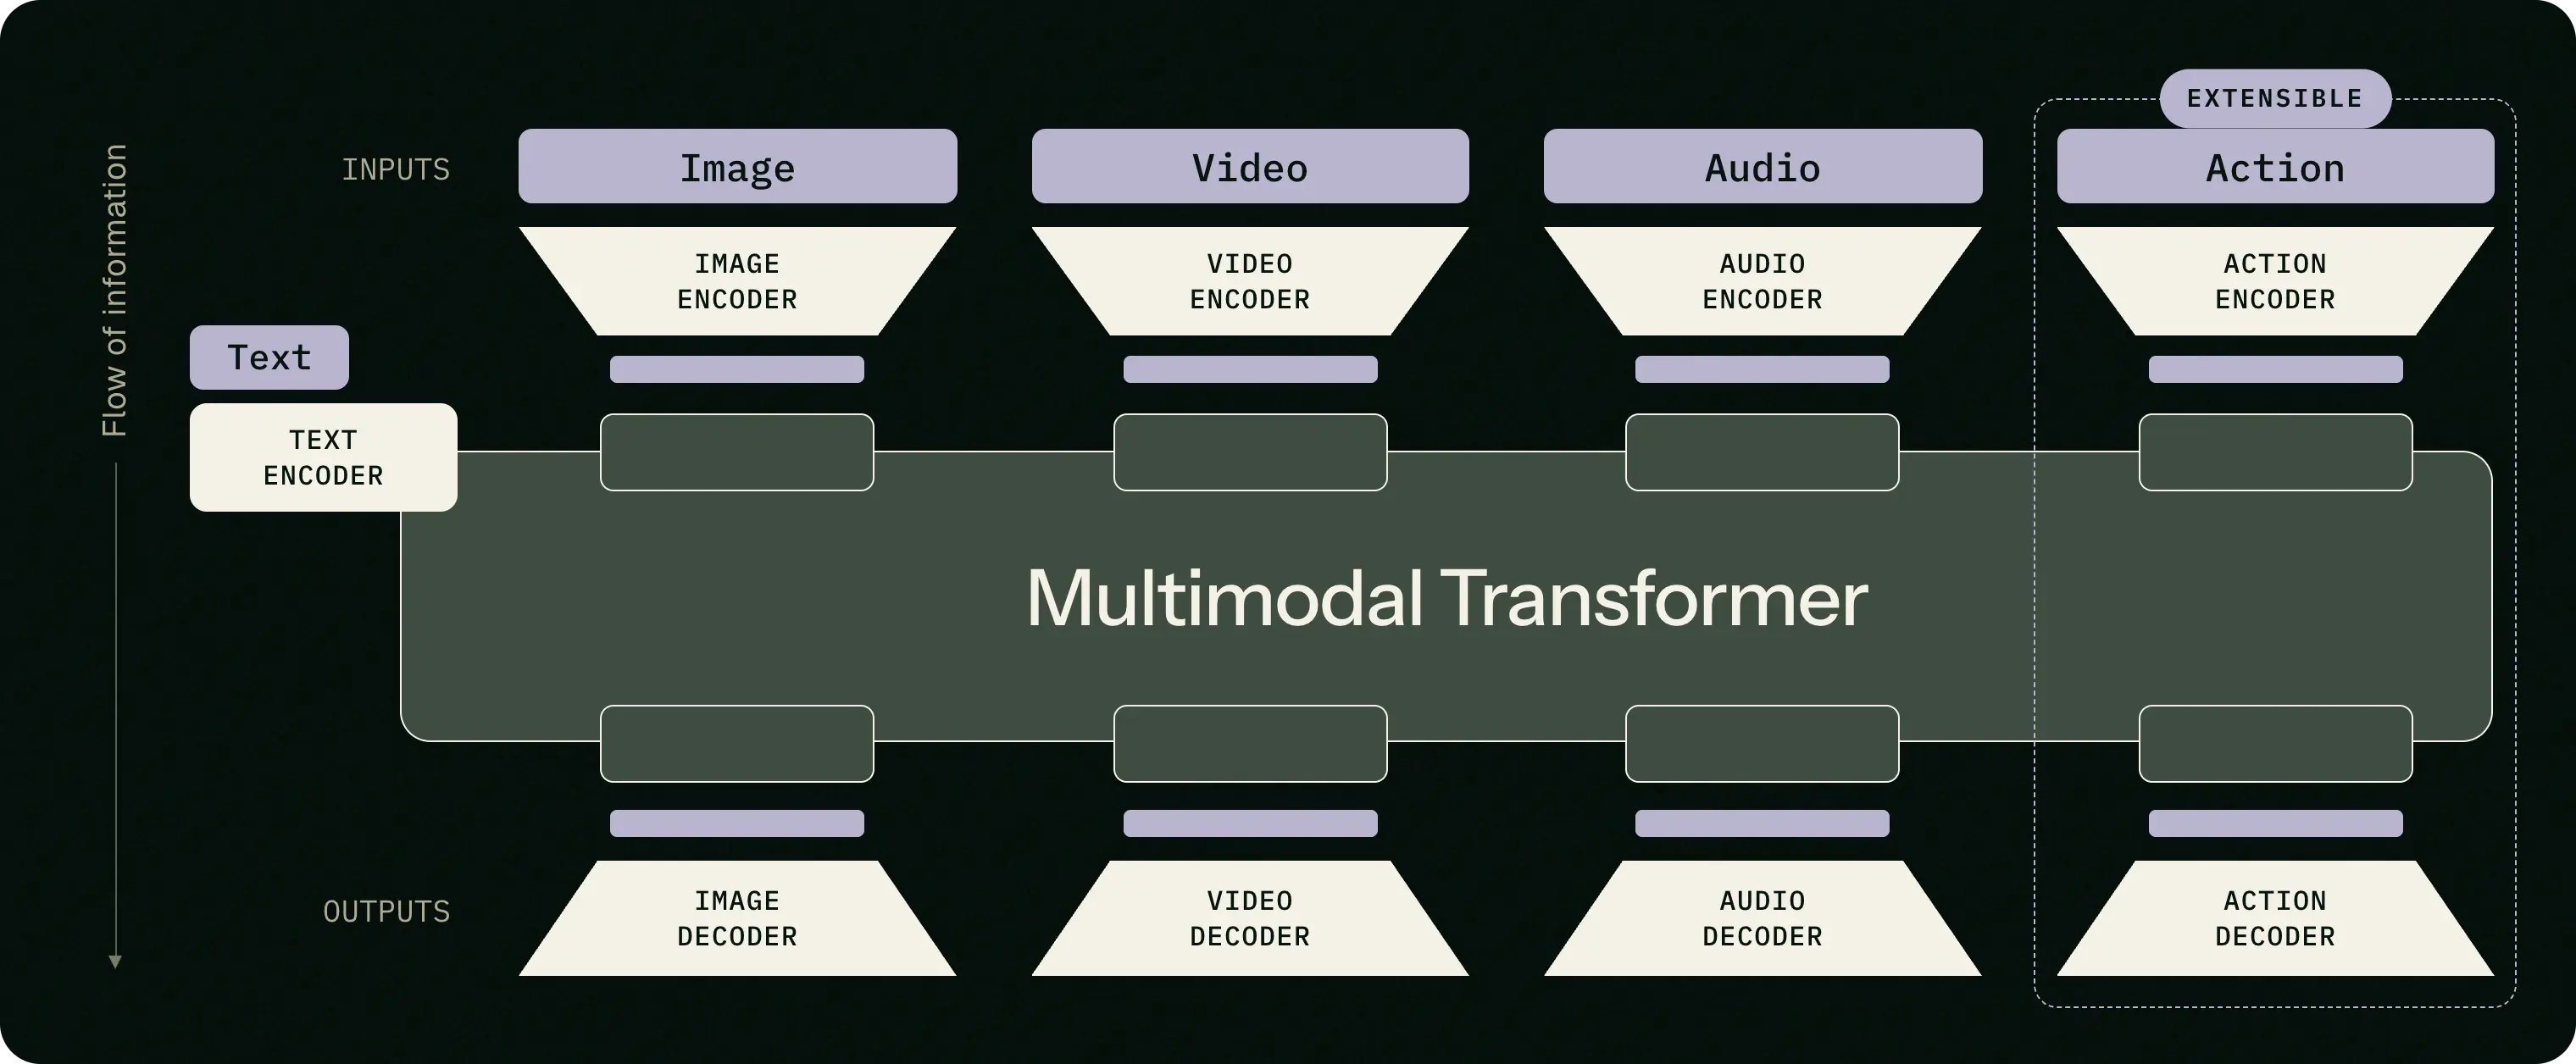 EXTENSIBLE
Flow of information
INPUTS
Image
Video
Audio
Action
IMAGE
ENCODER
VIDEO
ENCODER
AUDIO
ENCODER
ACTION
ENCODER
Text
TEXT
ENCODER
Multimodal Transformer
OUTPUTS
IMAGE
DECODER
VIDEO
DECODER
AUDIO
DECODER
ACTION
DECODER